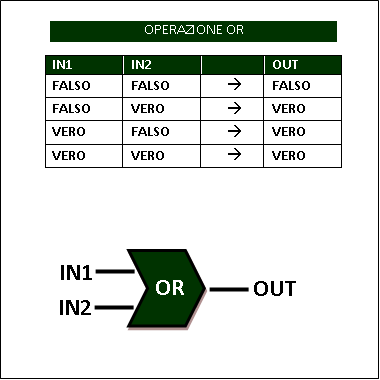 OPERAZIONE OR
IN1 IN2 OUT
FALSO FALSO → FALSO
FALSO VERO → VERO
VERO FALSO → VERO
VERO VERO → VERO
IN1
OR
OUT
IN2